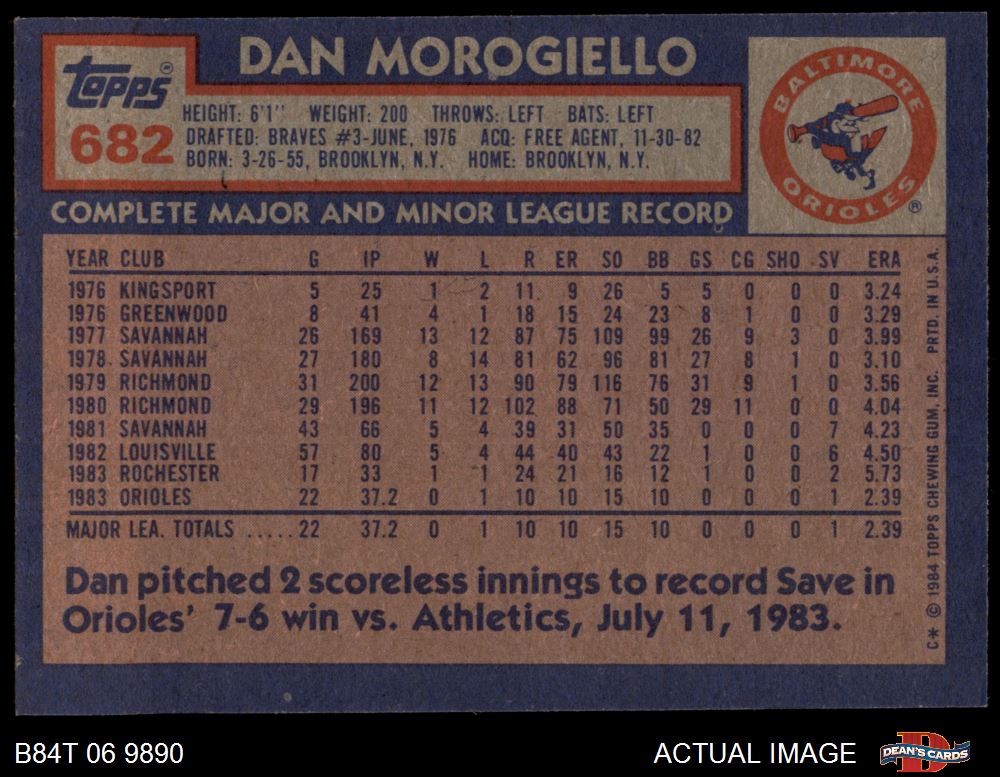 DAN MOROGIELLO
Topps®
682
HEIGHT: 6'1" WEIGHT: 200 THROWS: LEFT BATS: LEFT
DRAFTED: BRAVES #3-JUNE, 1976 ACQ: FREE AGENT, 11-30-82
BORN: 3-26-55, BROOKLYN, N.Y. HOME: BROOKLYN, N.Y.
BALTIMORE
ORIOLES®
COMPLETE MAJOR AND MINOR LEAGUE RECORD
YEAR CLUB G IP W L R ER SO BB GS CG SHO SV ERA
1976 KINGSPORT 5 25 1 2 11 9 26 5 5 0 0 0 3.24
1976 GREENWOOD 8 41 4 1 18 15 24 23 8 1 0 0 3.29
1977 SAVANNAH 26 169 13 12 87 75 109 99 26 9 3 0 3.99
1978 SAVANNAH 27 180 8 14 81 62 96 81 27 8 1 0 3.10
1979 RICHMOND 31 200 12 13 90 79 116 76 31 9 1 0 3.56
1980 RICHMOND 29 196 11 12 102 88 71 50 29 11 0 0 4.04
1981 SAVANNAH 43 66 5 4 39 31 50 35 0 0 0 7 4.23
1982 LOUISVILLE 57 80 5 4 44 40 43 22 1 0 0 6 4.50
1983 ROCHESTER 17 33 1 1 24 21 16 12 1 0 0 2 5.73
1983 ORIOLES 22 37.2 0 1 10 10 15 10 0 0 0 1 2.39
MAJOR LEA. TOTALS ..... 22 37.2 0 1 10 10 15 10 0 0 0 1 2.39
Dan pitched 2 scoreless innings to record Save in
Orioles' 7-6 win vs. Athletics, July 11, 1983.
C* © 1984 TOPPS CHEWING GUM, INC. PRTD. IN U.S.A.
B84T 06 9890
ACTUAL IMAGE
DEAN'S CARDS